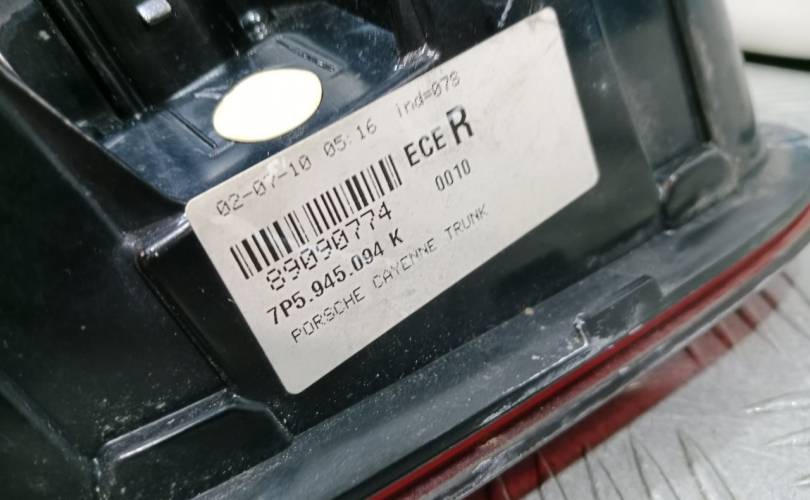 02-07-10 05:16 ind=078
ECE R
0010
89090774
7P5.945.094 K
PORSCHE CAYENNE TRUNK